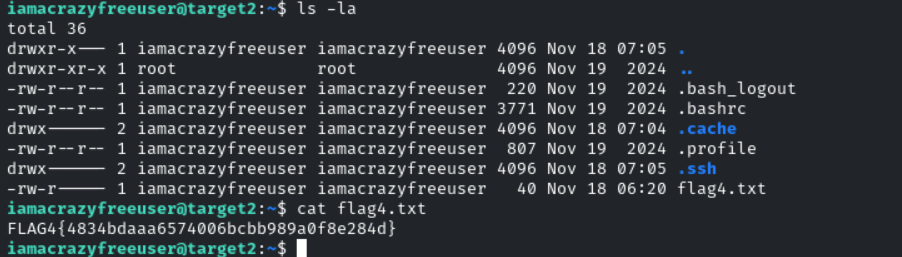 iamacrazyfreeuser@target2:~$ ls -la
total 36
drwxr-x--- 1 iamacrazyfreeuser iamacrazyfreeuser 4096 Nov 18 07:05 .
drwxr-xr-x 1 root              root              4096 Nov 19  2024 ..
-rw-r--r-- 1 iamacrazyfreeuser iamacrazyfreeuser  220 Nov 19  2024 .bash_logout
-rw-r--r-- 1 iamacrazyfreeuser iamacrazyfreeuser 3771 Nov 19  2024 .bashrc
drwx------ 2 iamacrazyfreeuser iamacrazyfreeuser 4096 Nov 18 07:04 .cache
-rw-r--r-- 1 iamacrazyfreeuser iamacrazyfreeuser  807 Nov 19  2024 .profile
drwx------ 2 iamacrazyfreeuser iamacrazyfreeuser 4096 Nov 18 07:05 .ssh
-rw-r----- 1 iamacrazyfreeuser iamacrazyfreeuser   40 Nov 18 06:20 flag4.txt
iamacrazyfreeuser@target2:~$ cat flag4.txt
FLAG4{4834bdaaa6574006bcbb989a0f8e284d}
iamacrazyfreeuser@target2:~$